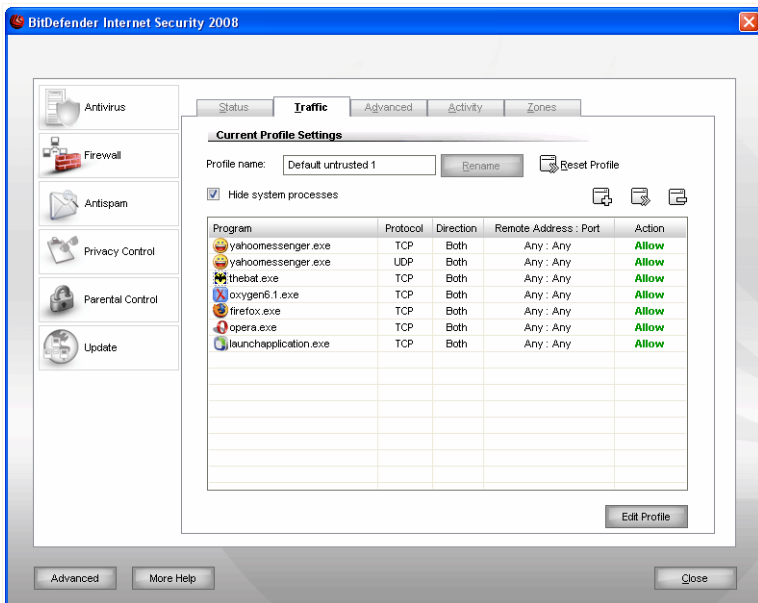 BitDefender Internet Security 2008
Antivirus
Firewall
Antispam
Privacy Control
Parental Control
Update
Status Traffic Advanced Activity Zones
Current Profile Settings
Profile name: Default untrusted 1 Rename Reset Profile
Hide system processes
Program Protocol Direction Remote Address : Port Action
yahoomessenger.exe TCP Both Any : Any Allow
yahoomessenger.exe UDP Both Any : Any Allow
thebat.exe TCP Both Any : Any Allow
oxygen6.1.exe TCP Both Any : Any Allow
firefox.exe TCP Both Any : Any Allow
opera.exe TCP Both Any : Any Allow
launchapplication.exe TCP Both Any : Any Allow
Edit Profile
Advanced More Help Close